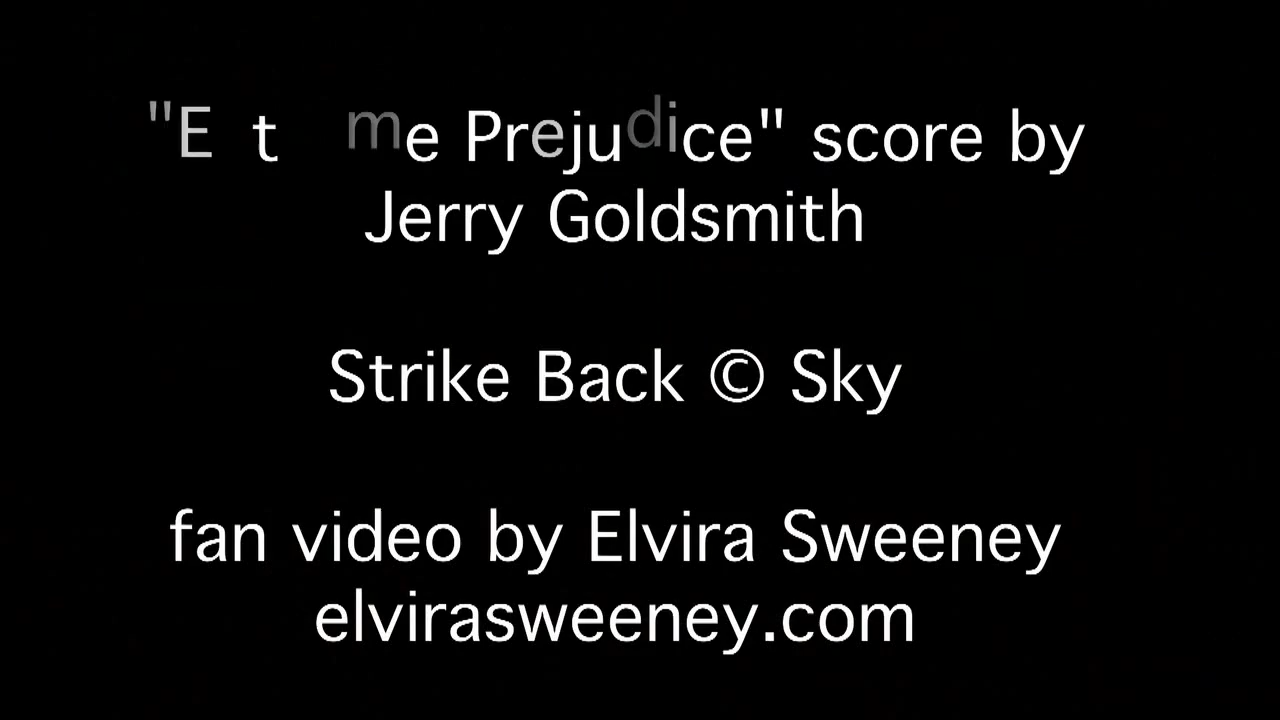 "E t me Prejudice" score by
Jerry Goldsmith
Strike Back © Sky
fan video by Elvira Sweeney
elvirasweeney.com